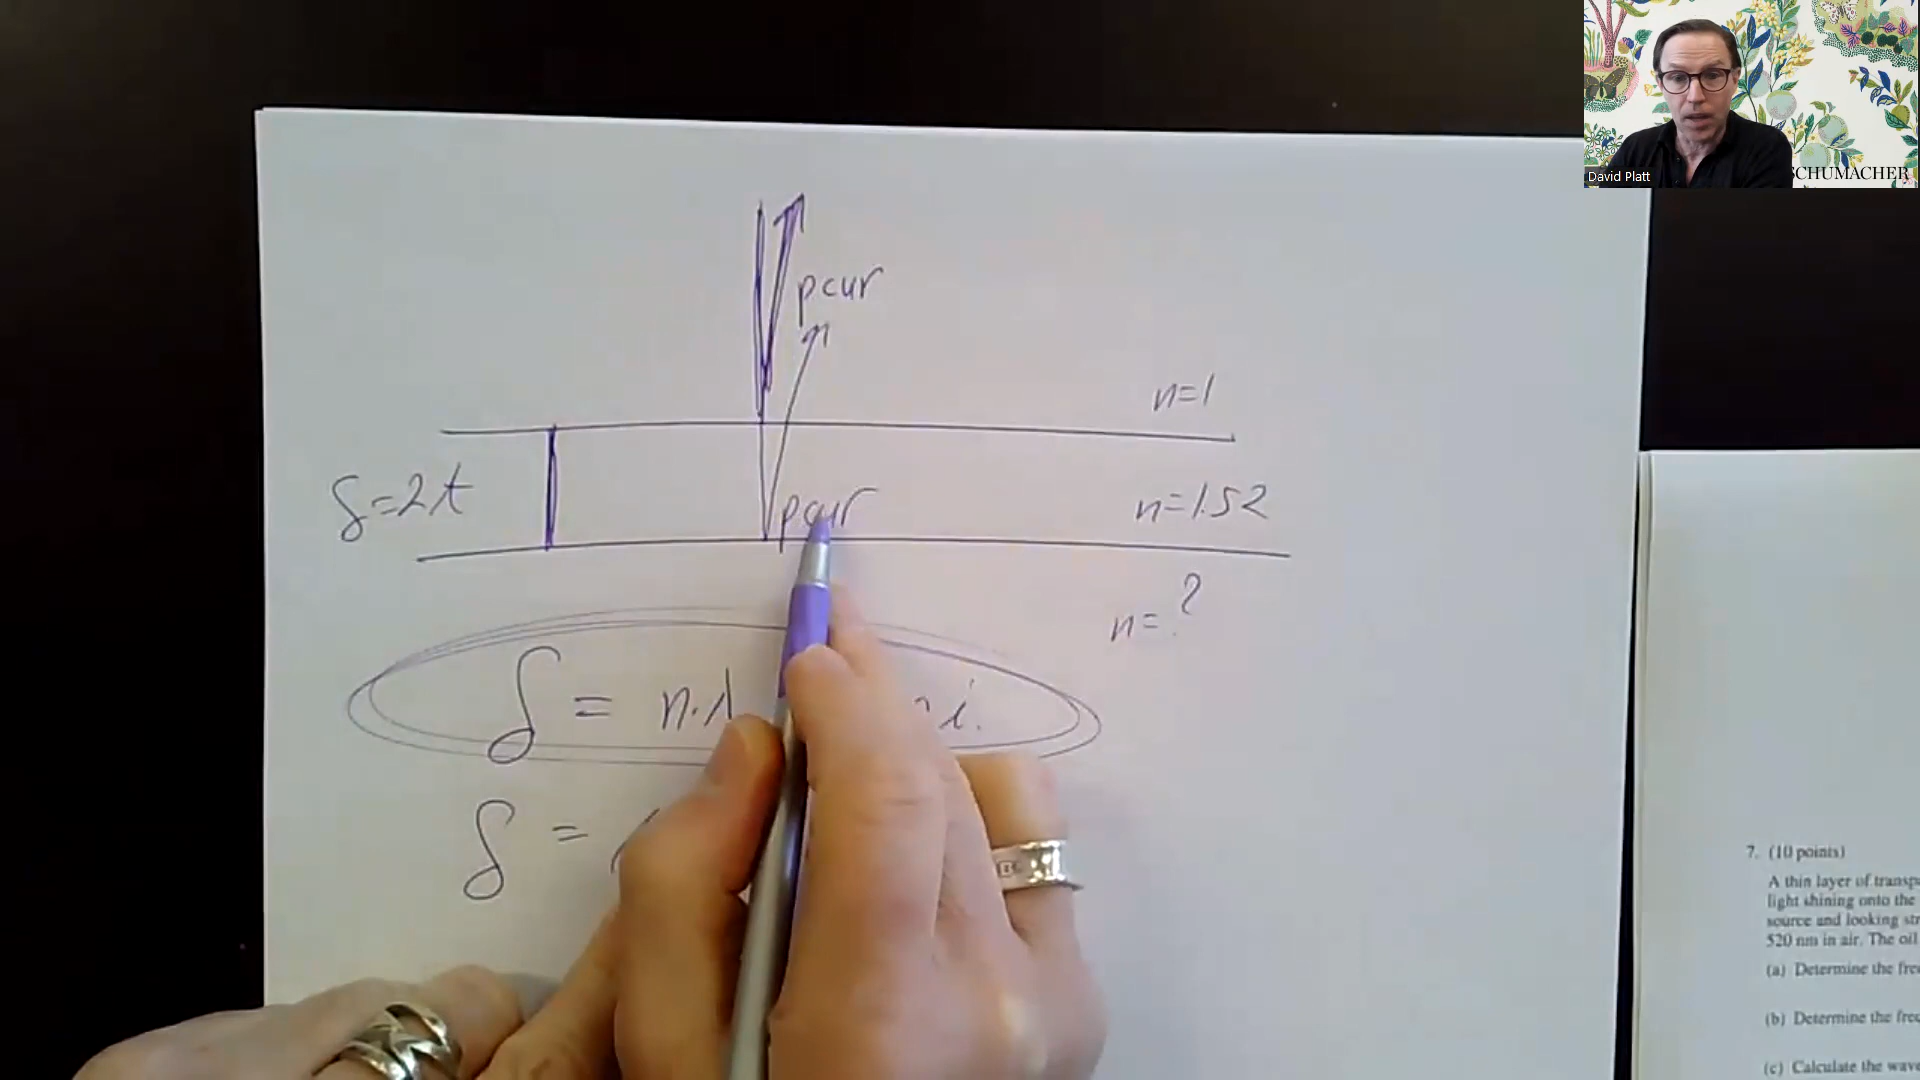 David Platt
SCHUMACHER
pcur
n=1
δ=2t
n=1.52
pcur
n=?
δ = n·λ
i.
δ =
7. (10 points)
A thin layer of transp
light shining onto the
source and looking str
520 nm in air. The oil
(a) Determine the fre
(b) Determine the fre
(c) Calculate the wave